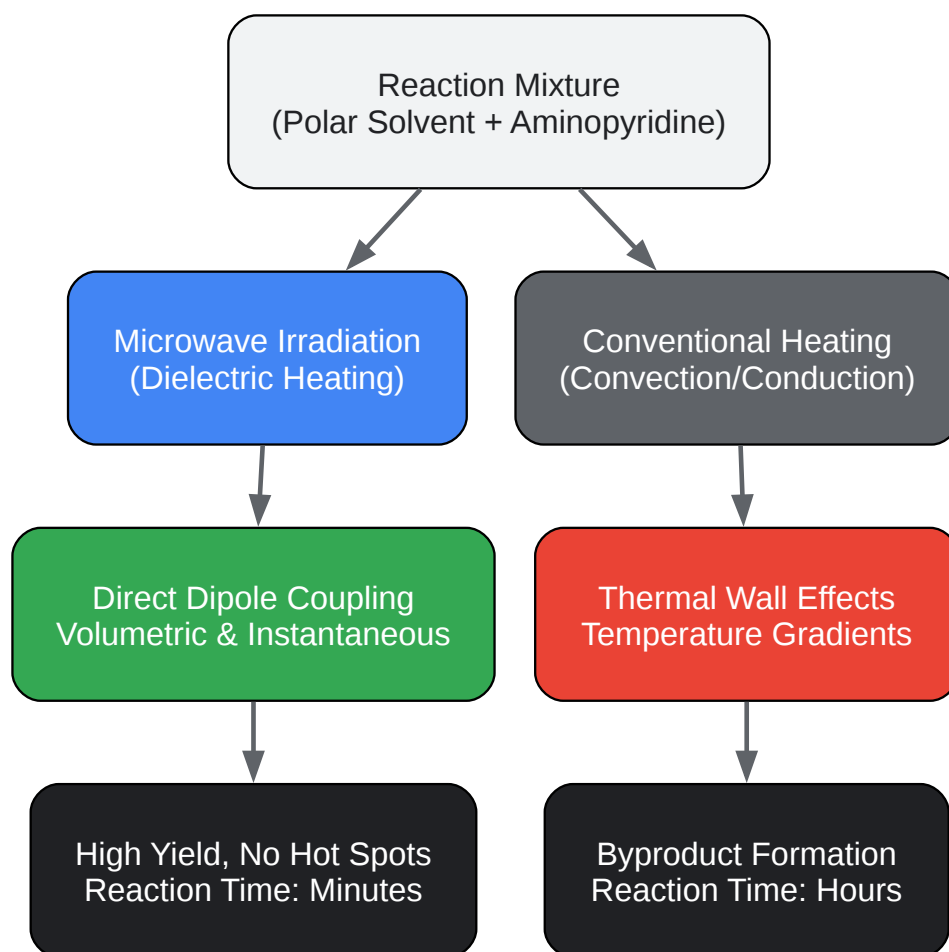 Reaction Mixture
(Polar Solvent + Aminopyridine)
Microwave Irradiation
(Dielectric Heating)
Conventional Heating
(Convection/Conduction)
Direct Dipole Coupling
Volumetric & Instantaneous
Thermal Wall Effects
Temperature Gradients
High Yield, No Hot Spots
Reaction Time: Minutes
Byproduct Formation
Reaction Time: Hours